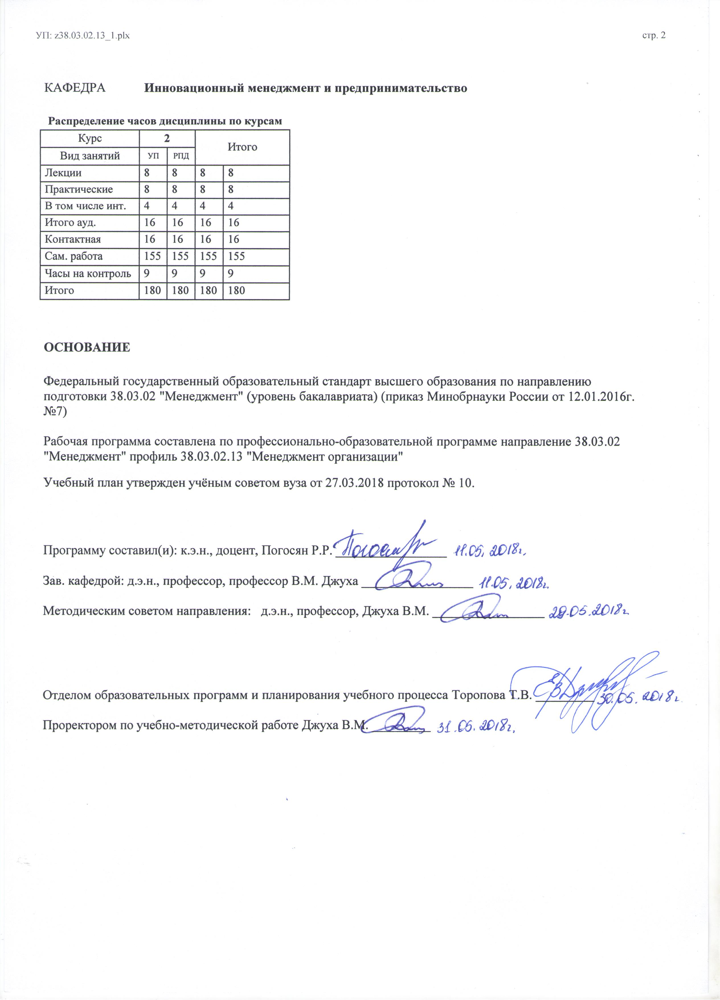 УП: z38.03.02.13_1.plx стр. 2
КАФЕДРА Инновационный менеджмент и предпринимательство
Распределение часов дисциплины по курсам
Курс 2 Итого
Вид занятий УП РПД
Лекции 8 8 8 8
Практические 8 8 8 8
В том числе инт. 4 4 4 4
Итого ауд. 16 16 16 16
Контактная 16 16 16 16
Сам. работа 155 155 155 155
Часы на контроль 9 9 9 9
Итого 180 180 180 180
ОСНОВАНИЕ
Федеральный государственный образовательный стандарт высшего образования по направлению
подготовки 38.03.02 "Менеджмент" (уровень бакалавриата) (приказ Минобрнауки России от 12.01.2016г.
№7)
Рабочая программа составлена по профессионально-образовательной программе направление 38.03.02
"Менеджмент" профиль 38.03.02.13 "Менеджмент организации"
Учебный план утвержден учёным советом вуза от 27.03.2018 протокол № 10.
Программу составил(и): к.э.н., доцент, Погосян Р.Р. 11.05.2018г.
Зав. кафедрой: д.э.н., профессор, профессор В.М. Джуха 11.05.2018г.
Методическим советом направления: д.э.н., профессор, Джуха В.М. 29.05.2018г.
Отделом образовательных программ и планирования учебного процесса Торопова Т.В. 30.05.2018г.
Проректором по учебно-методической работе Джуха В.М. 31.05.2018г.